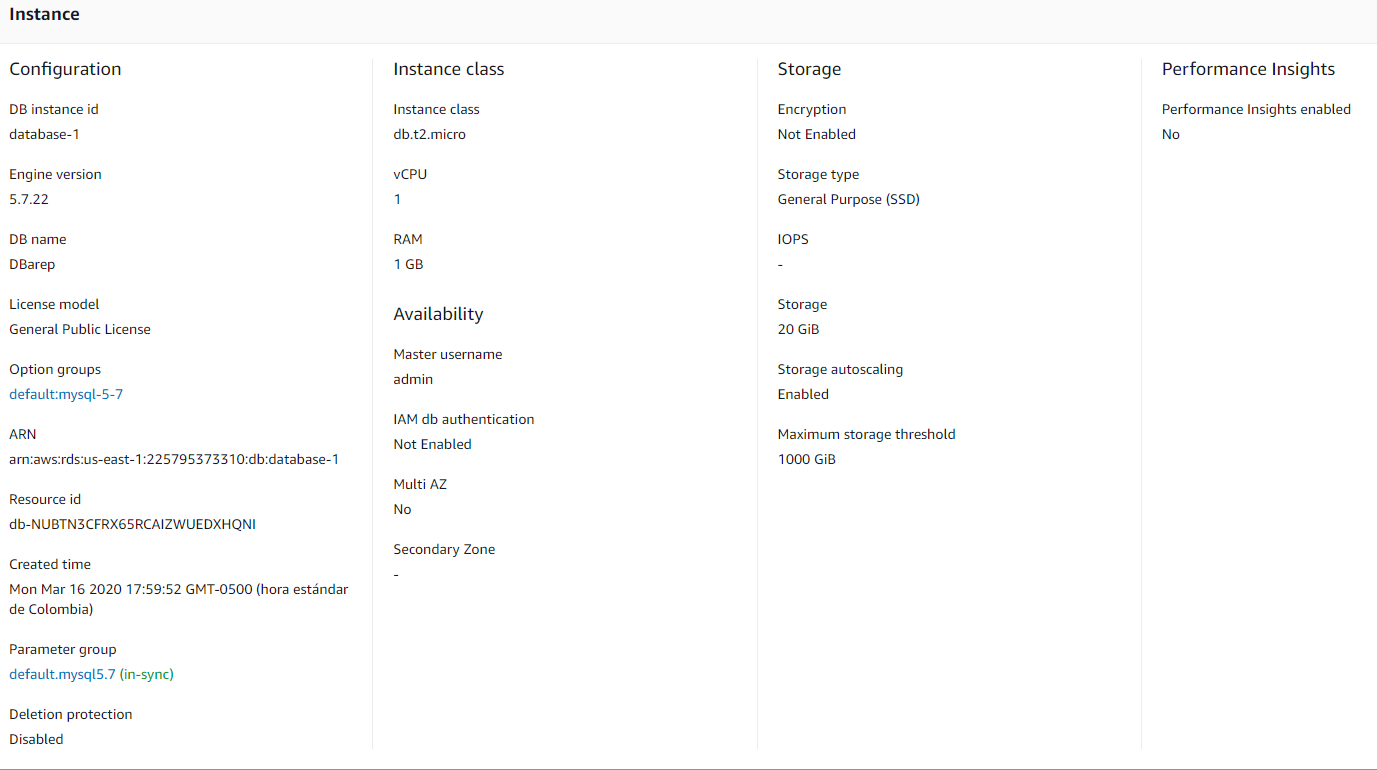 Instance
Configuration
DB instance id
database-1
Engine version
5.7.22
DB name
DBarep
License model
General Public License
Option groups
default:mysql-5-7
ARN
arn:aws:rds:us-east-1:225795373310:db:database-1
Resource id
db-NUBTN3CFRX65RCAIZWUEDXHQNI
Created time
Mon Mar 16 2020 17:59:52 GMT-0500 (hora estándar
de Colombia)
Parameter group
default.mysql5.7 (in-sync)
Deletion protection
Disabled
Instance class
Instance class
db.t2.micro
vCPU
1
RAM
1 GB
Availability
Master username
admin
IAM db authentication
Not Enabled
Multi AZ
No
Secondary Zone
-
Storage
Encryption
Not Enabled
Storage type
General Purpose (SSD)
IOPS
-
Storage
20 GiB
Storage autoscaling
Enabled
Maximum storage threshold
1000 GiB
Performance Insights
Performance Insights enabled
No